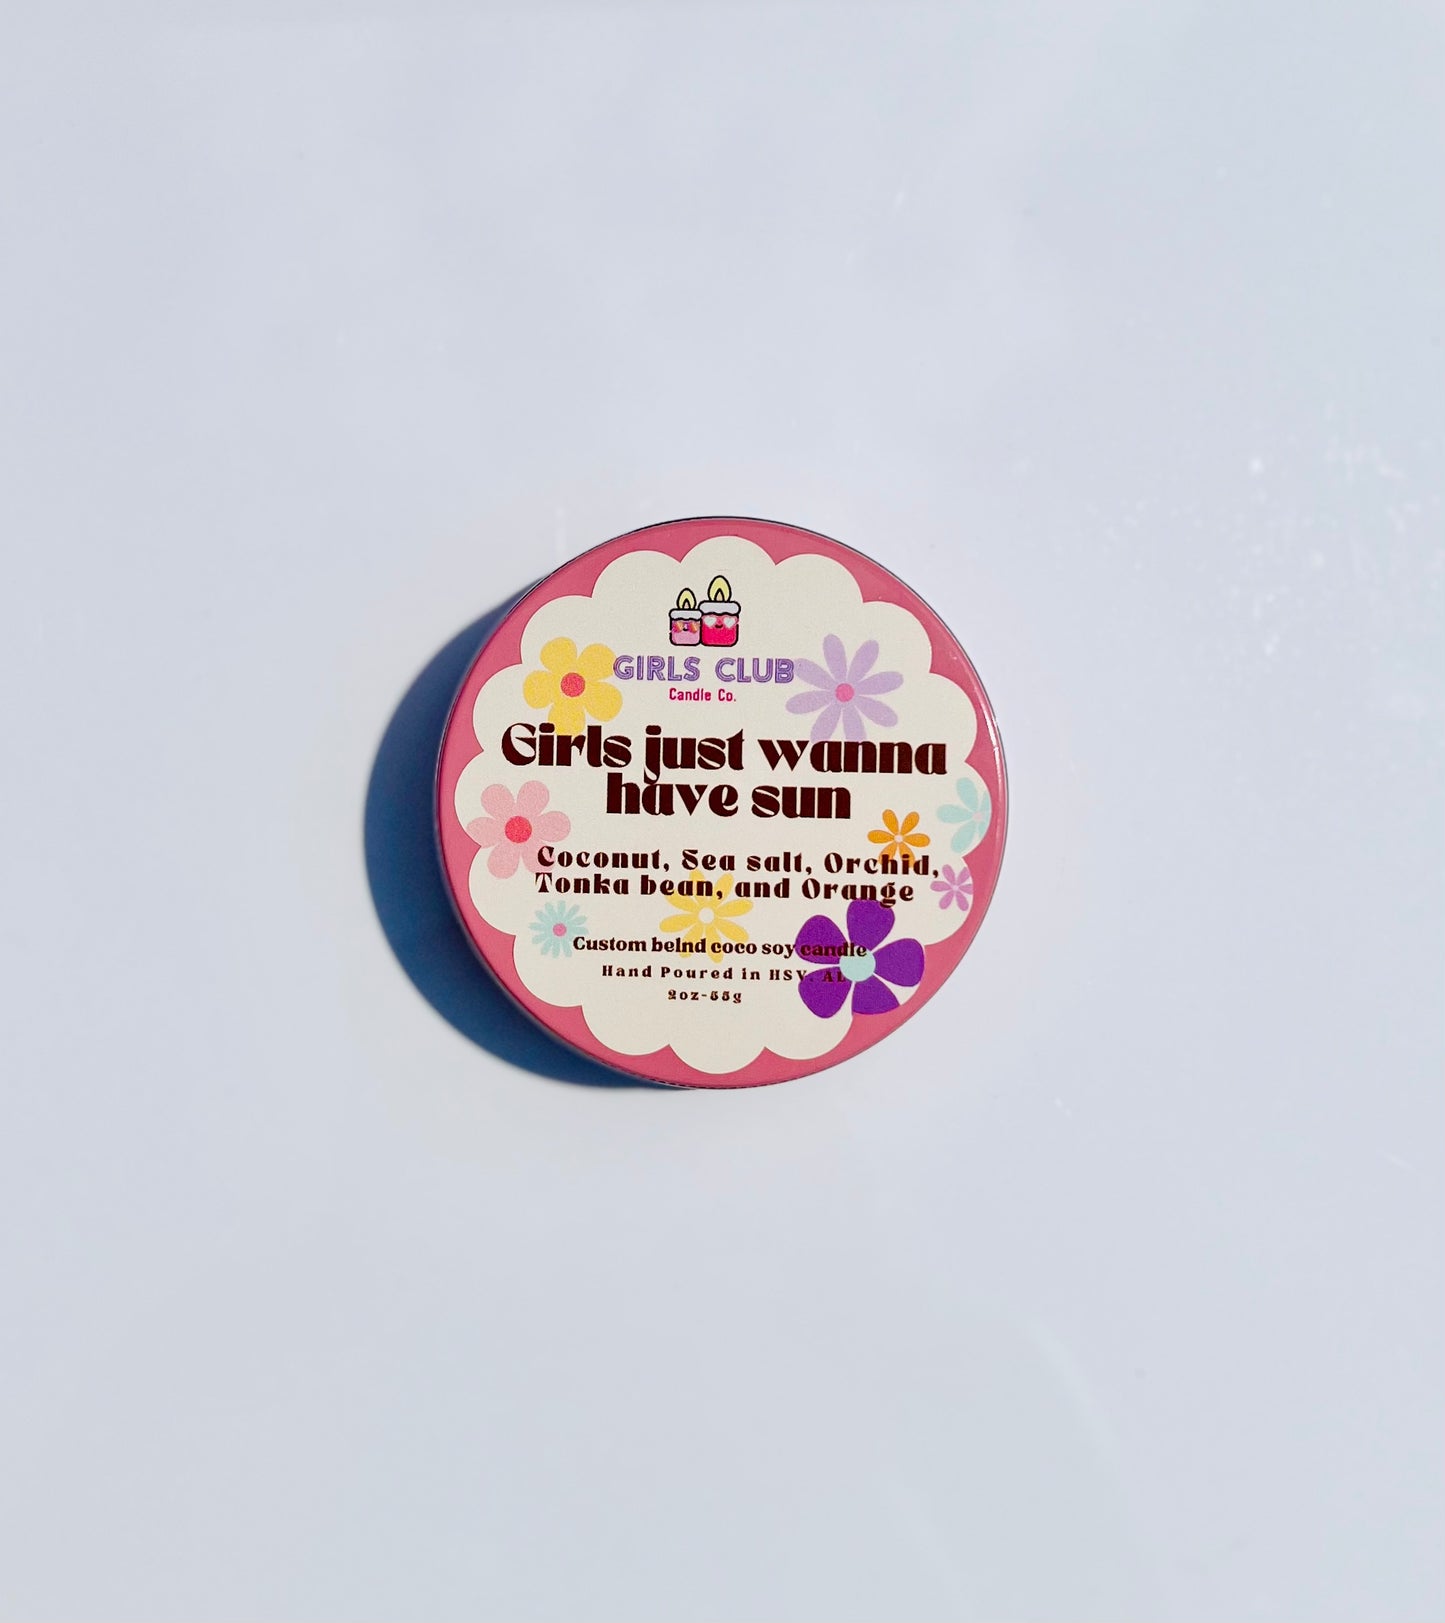 GIRLS CLUB
Candle Co.
Girls just wanna
have sun
Coconut, Sea salt, Orchid,
Tonka bean, and Orange
Custom belnd coco soy candle
Hand Poured in HSV, AL
2oz-55g